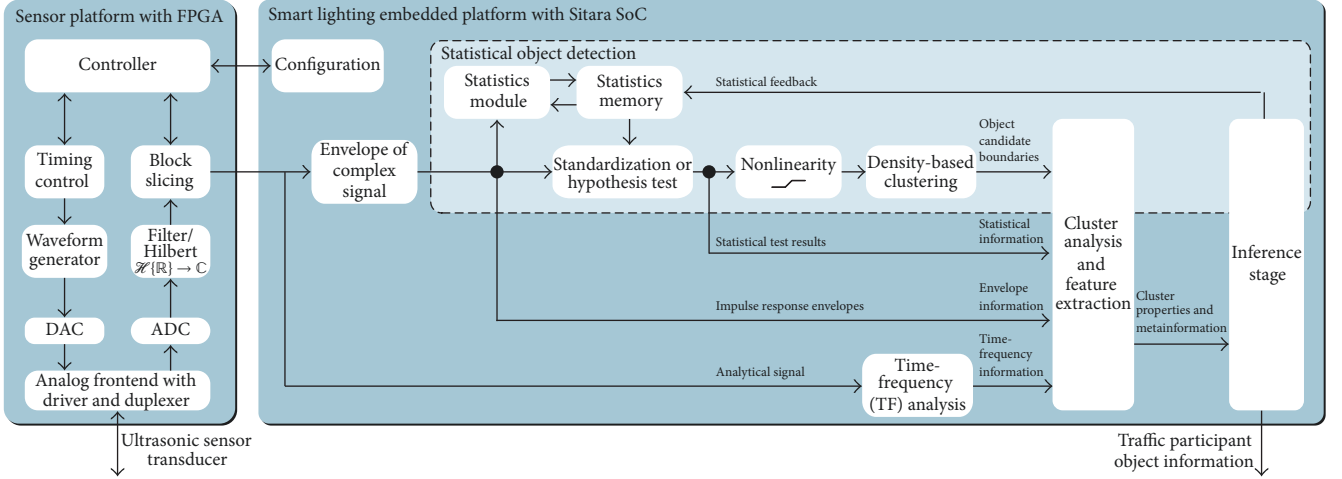 Sensor platform with FPGA
Controller
Timing
control
Block
slicing
Waveform
generator
Filter/
Hilbert
ℋ{ℝ} → ℂ
DAC
ADC
Analog frontend with
driver and duplexer
Ultrasonic sensor
transducer
Smart lighting embedded platform with Sitara SoC
Configuration
Envelope of
complex
signal
Statistical object detection
Statistics
module
Statistics
memory
Statistical feedback
Standardization or
hypothesis test
Nonlinearity
Density-based
clustering
Object
candidate
boundaries
Statistical test results
Statistical
information
Impulse response envelopes
Envelope
information
Analytical signal
Time-
frequency
(TF) analysis
Time-
frequency
information
Cluster
analysis
and
feature
extraction
Cluster
properties and
metainformation
Inference
stage
Traffic participant
object information